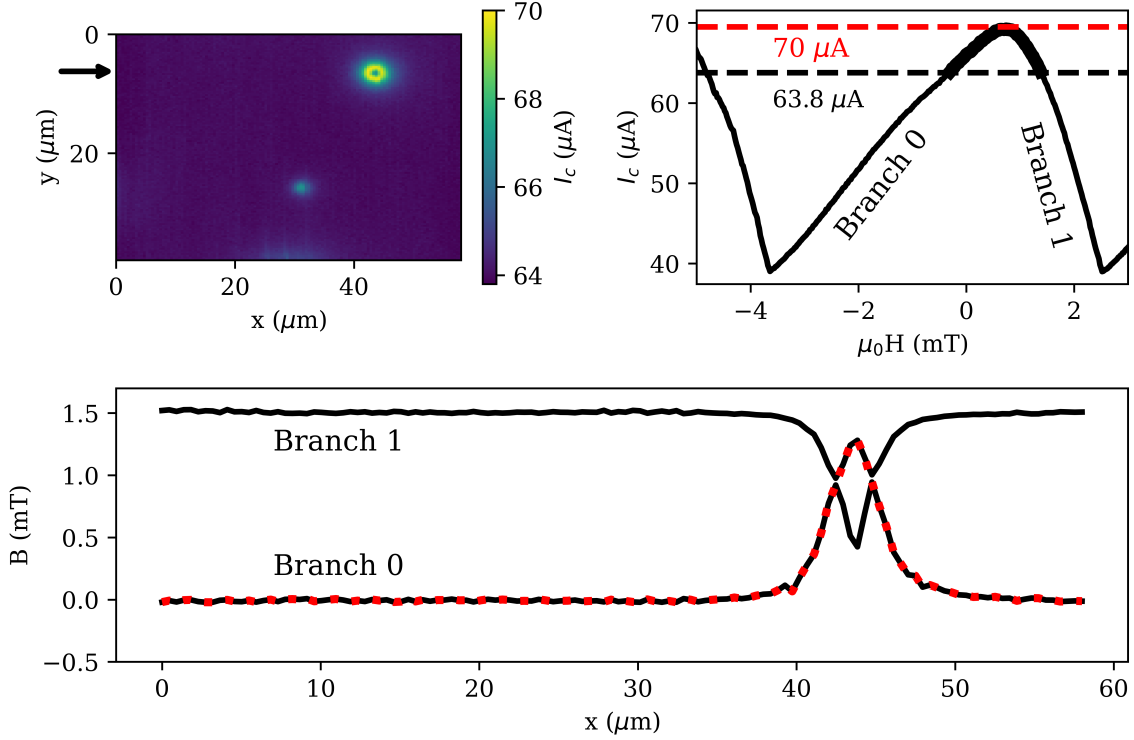 0
20
y (μm)
0
20
40
x (μm)
70
68
66
64
I_c (μA)
70
60
50
40
I_c (μA)
70 μA
63.8 μA
Branch 0
Branch 1
−4
−2
0
2
μ₀H (mT)
1.5
1.0
0.5
0.0
−0.5
B (mT)
Branch 1
Branch 0
0
10
20
30
40
50
60
x (μm)